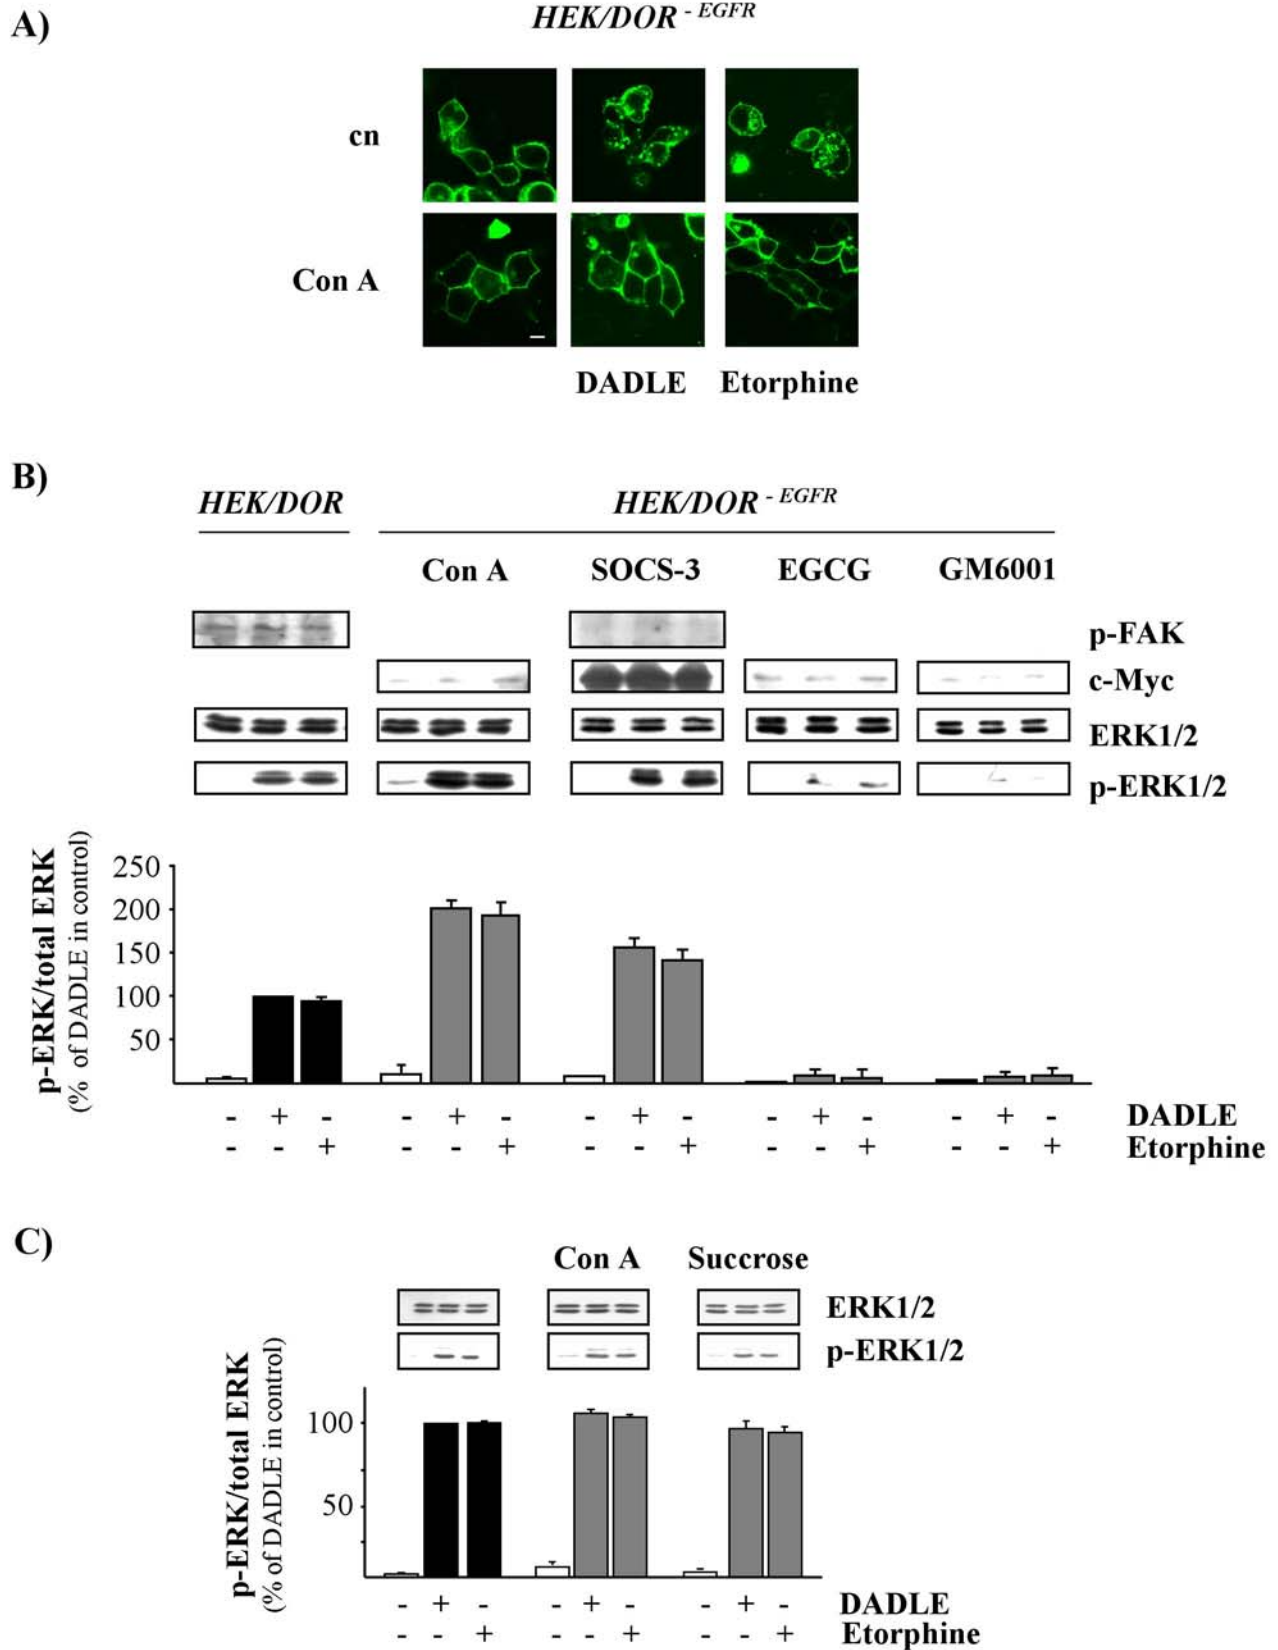 A)
HEK/DOR - EGFR
cn
Con A
DADLE Etorphine
B)
HEK/DOR HEK/DOR - EGFR
Con A SOCS-3 EGCG GM6001
p-FAK
c-Myc
ERK1/2
p-ERK1/2
p-ERK/total ERK
(% of DADLE in control)
250
200
150
100
50
- + - - + - - + - - + - - + - DADLE
- - + - - + - - + - - + - - + Etorphine
C)
Con A Succrose
ERK1/2
p-ERK1/2
p-ERK/total ERK
(% of DADLE in control)
100
50
- + - - + - - + - DADLE
- - + - - + - - + Etorphine